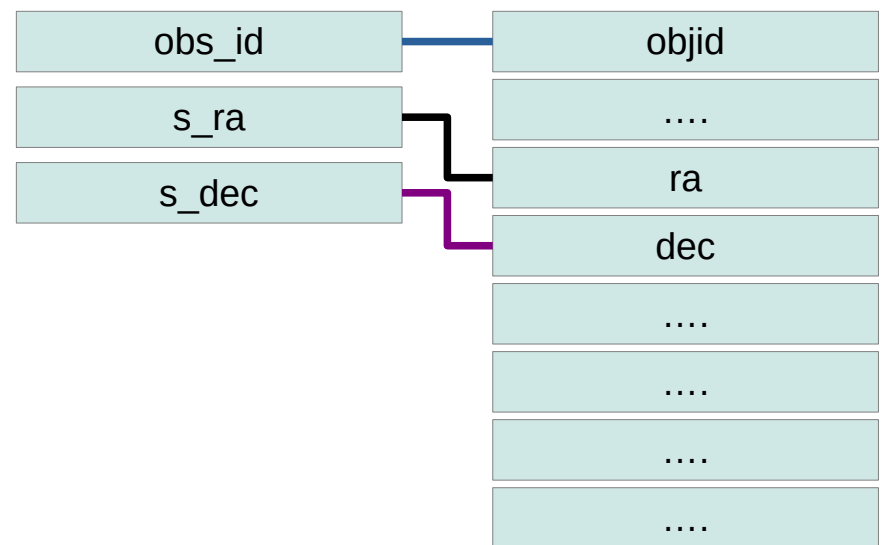 obs_id
objid
s_ra
....
s_dec
ra
dec
....
....
....
....